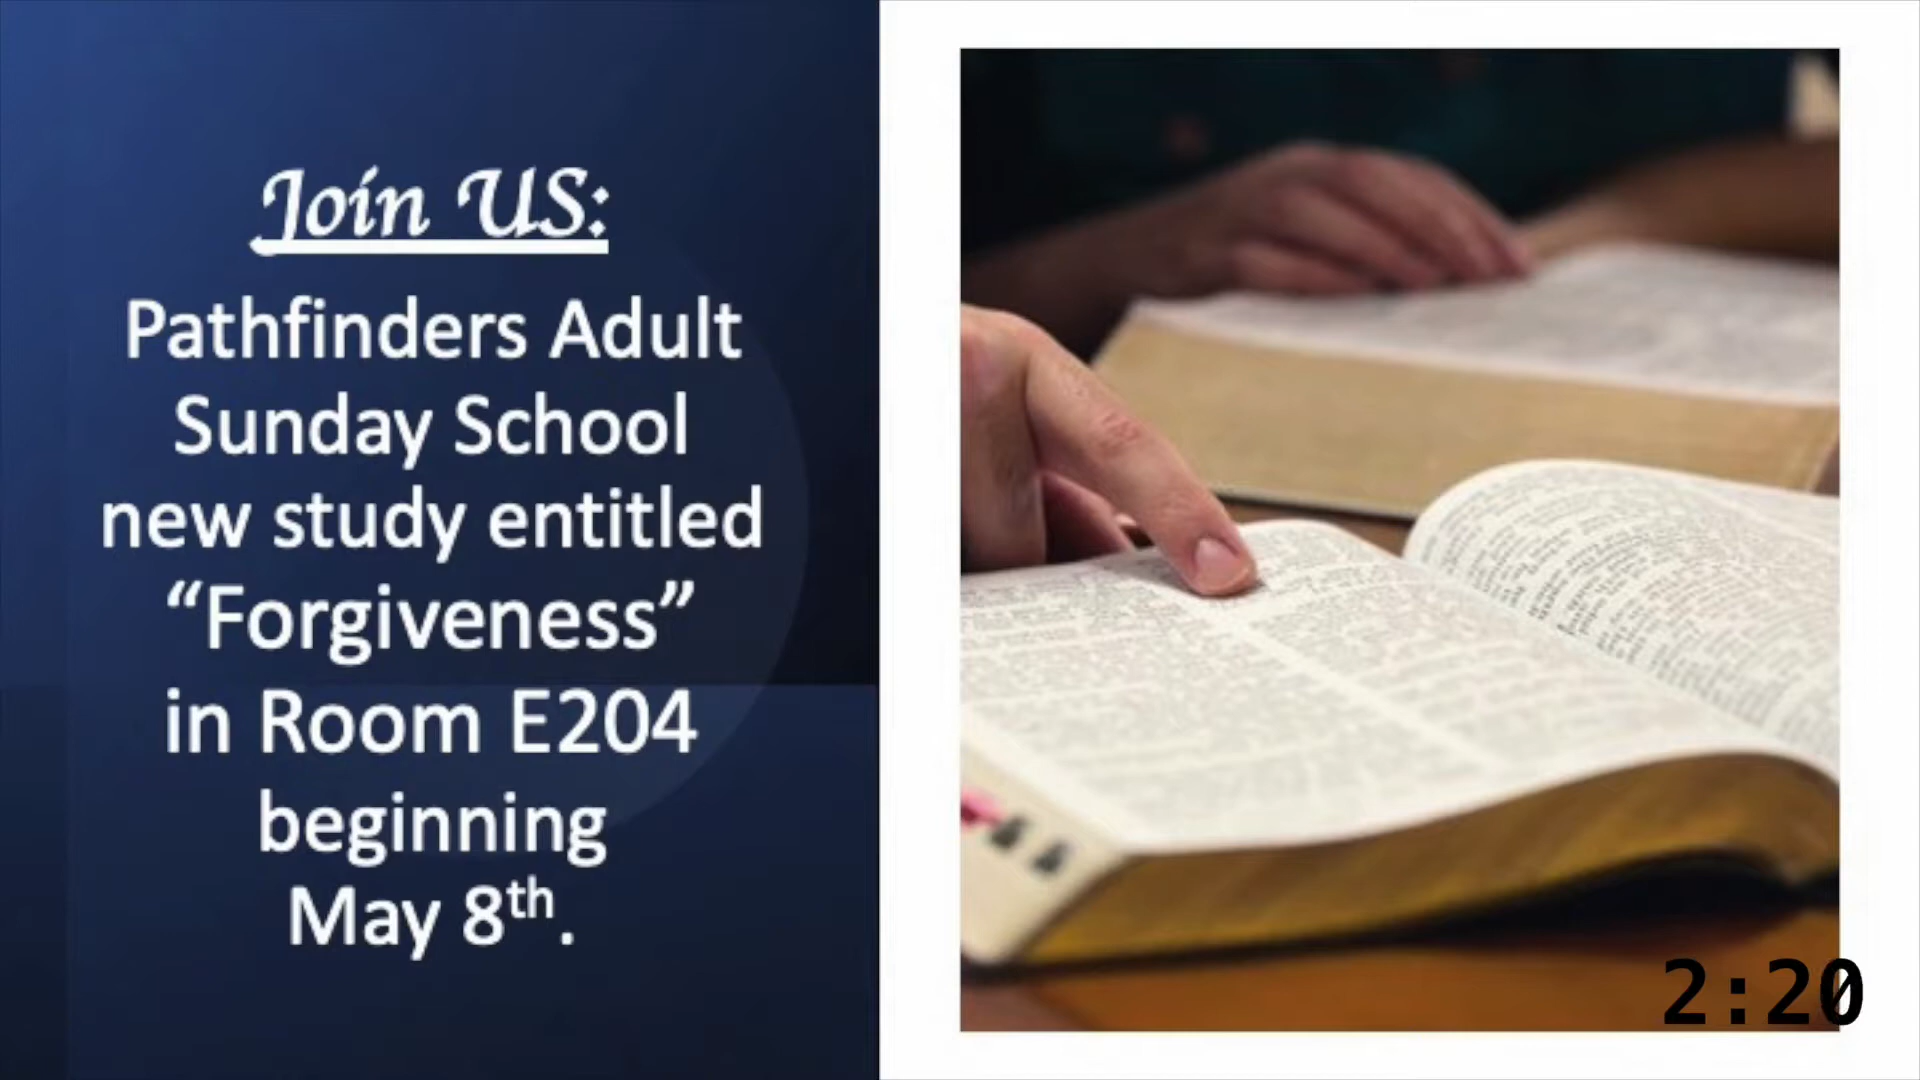 Join US:
Pathfinders Adult
Sunday School
new study entitled
“Forgiveness”
in Room E204
beginning
May 8th.
2:20